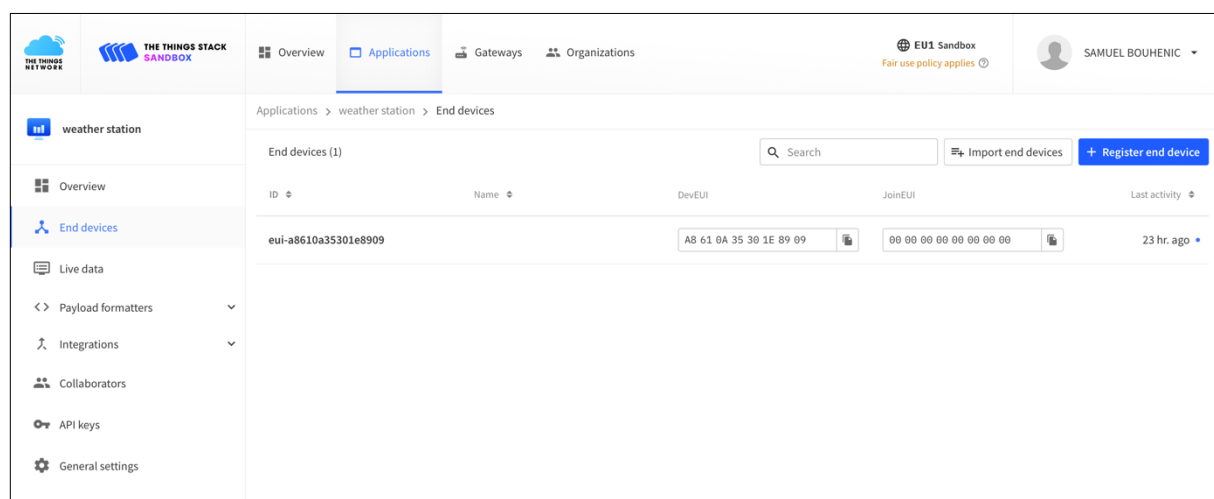 THE THINGS
NETWORK
THE THINGS STACK
SANDBOX
Overview
Applications
Gateways
Organizations
EU1 Sandbox
Fair use policy applies
SAMUEL BOUHENIC
weather station
Overview
End devices
Live data
Payload formatters
Integrations
Collaborators
API keys
General settings
Applications > weather station > End devices
End devices (1)
Search
Import end devices
+ Register end device
ID Name DevEUI JoinEUI Last activity
eui-a8610a35301e8909 A8 61 0A 35 30 1E 89 09 00 00 00 00 00 00 00 00 23 hr. ago